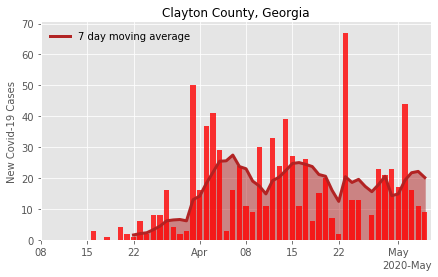 Clayton County, Georgia
7 day moving average
New Covid-19 Cases
70
60
50
40
30
20
10
0
08
15
22
Apr
08
15
22
May
2020-May